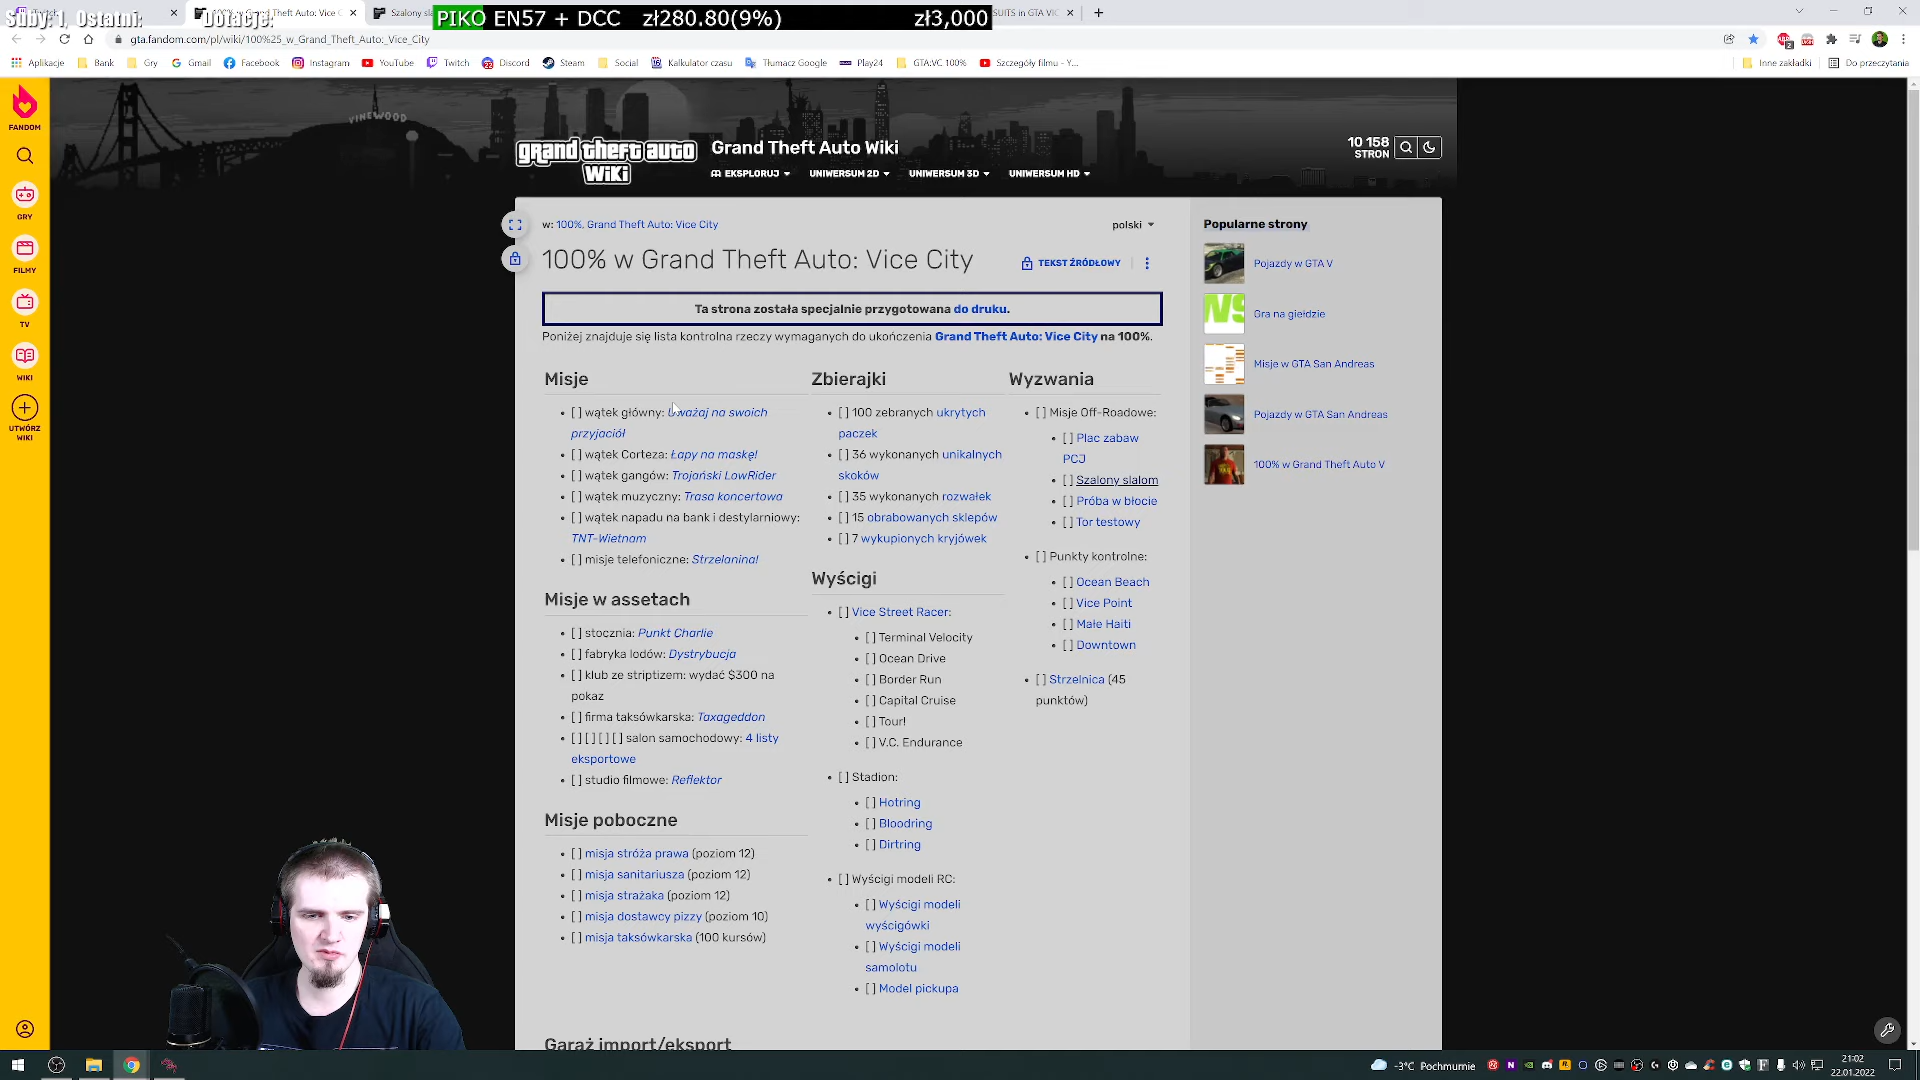 Suby: 1, Ostatni: Dotacje: PIKO EN57 + DCC zł280.80(9%) zł3,000
Twitch 100% w Grand Theft Auto: Vice C Szalony sl SUITS in GTA VIC
gta.fandom.com/pl/wiki/100%25_w_Grand_Theft_Auto:_Vice_City
Aplikacje Bank Gry Gmail Facebook Instagram YouTube Twitch Discord Steam Social Kalkulator czasu Tłumacz Google Play24 GTA:VC 100% Szczegóły filmu - Y... Inne zakładki Do przeczytania
FANDOM
GRY
FILMY
TV
WIKI
UTWÓRZ
WIKI
VINEWOOD
grand theft auto
Wiki
Grand Theft Auto Wiki
EKSPLORUJ UNIWERSUM 2D UNIWERSUM 3D UNIWERSUM HD
10 158
STRON
w: 100%, Grand Theft Auto: Vice City
polski
100% w Grand Theft Auto: Vice City
TEKST ŹRÓDŁOWY
Ta strona została specjalnie przygotowana do druku.
Poniżej znajduje się lista kontrolna rzeczy wymaganych do ukończenia Grand Theft Auto: Vice City na 100%.
Misje
[ ] wątek główny: Uważaj na swoich
przyjaciół
[ ] wątek Corteza: Łapy na maskę!
[ ] wątek gangów: Trojański LowRider
[ ] wątek muzyczny: Trasa koncertowa
[ ] wątek napadu na bank i destylarniowy:
TNT-Wietnam
[ ] misje telefoniczne: Strzelanina!
Misje w assetach
[ ] stocznia: Punkt Charlie
[ ] fabryka lodów: Dystrybucja
[ ] klub ze striptizem: wydać $300 na
pokaz
[ ] firma taksówkarska: Taxageddon
[ ] [ ] [ ] [ ] salon samochodowy: 4 listy
eksportowe
[ ] studio filmowe: Reflektor
Misje poboczne
[ ] misja stróża prawa (poziom 12)
[ ] misja sanitariusza (poziom 12)
[ ] misja strażaka (poziom 12)
[ ] misja dostawcy pizzy (poziom 10)
[ ] misja taksówkarska (100 kursów)
Garaż import/eksport
Zbierajki
[ ] 100 zebranych ukrytych
paczek
[ ] 36 wykonanych unikalnych
skoków
[ ] 35 wykonanych rozwałek
[ ] 15 obrabowanych sklepów
[ ] 7 wykupionych kryjówek
Wyścigi
[ ] Vice Street Racer:
[ ] Terminal Velocity
[ ] Ocean Drive
[ ] Border Run
[ ] Capital Cruise
[ ] Tour!
[ ] V.C. Endurance
[ ] Stadion:
[ ] Hotring
[ ] Bloodring
[ ] Dirtring
[ ] Wyścigi modeli RC:
[ ] Wyścigi modeli
wyścigówki
[ ] Wyścigi modeli
samolotu
[ ] Model pickupa
Wyzwania
[ ] Misje Off-Roadowe:
[ ] Plac zabaw
PCJ
[ ] Szalony slalom
[ ] Próba w błocie
[ ] Tor testowy
[ ] Punkty kontrolne:
[ ] Ocean Beach
[ ] Vice Point
[ ] Małe Haiti
[ ] Downtown
[ ] Strzelnica (45
punktów)
Popularne strony
Pojazdy w GTA V
Gra na giełdzie
Misje w GTA San Andreas
Pojazdy w GTA San Andreas
100% w Grand Theft Auto V
-3°C Pochmurnie
21:02
22.01.2022